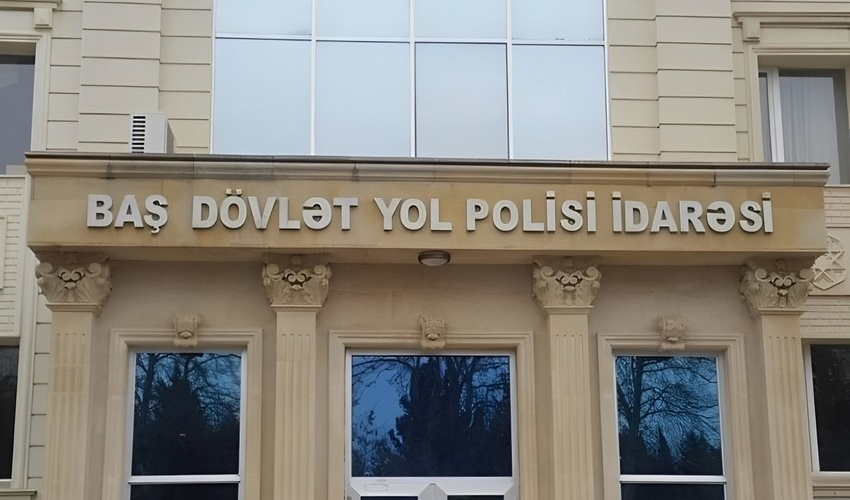 BAŞ DÖVLƏT YOL POLİSİ İDARƏSİ